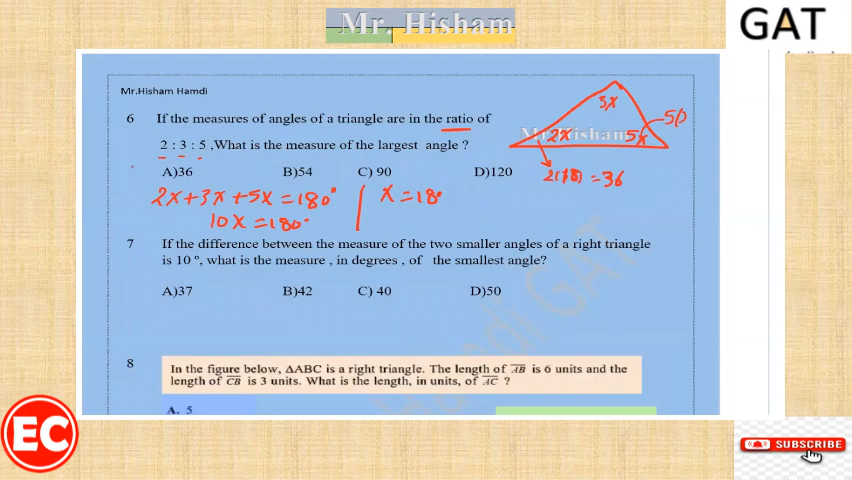 Mr. Hisham
GAT
Mr.Hisham Hamdi
6 If the measures of angles of a triangle are in the ratio of
2 : 3 : 5 ,What is the measure of the largest angle ?
A)36 B)54 C) 90 D)120
2x+3x+5x=180° x=18°
10x=180°
3x
2x 5x
5(
2(18)=36
Mr.Hisham
7 If the difference between the measure of the two smaller angles of a right triangle
is 10 º, what is the measure , in degrees , of the smallest angle?
A)37 B)42 C) 40 D)50
Hamdi GAT
8 In the figure below, ΔABC is a right triangle. The length of AB is 6 units and the
length of CB is 3 units. What is the length, in units, of AC ?
A. 5
EC
SUBSCRIBE